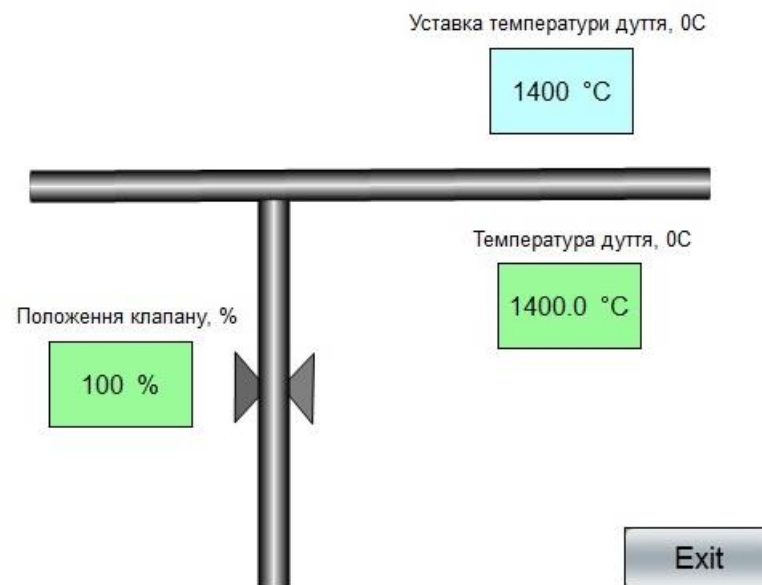 Уставка температури дуття, 0С
1400 °C
Температура дуття, 0С
1400.0 °C
Положення клапану, %
100 %
Exit